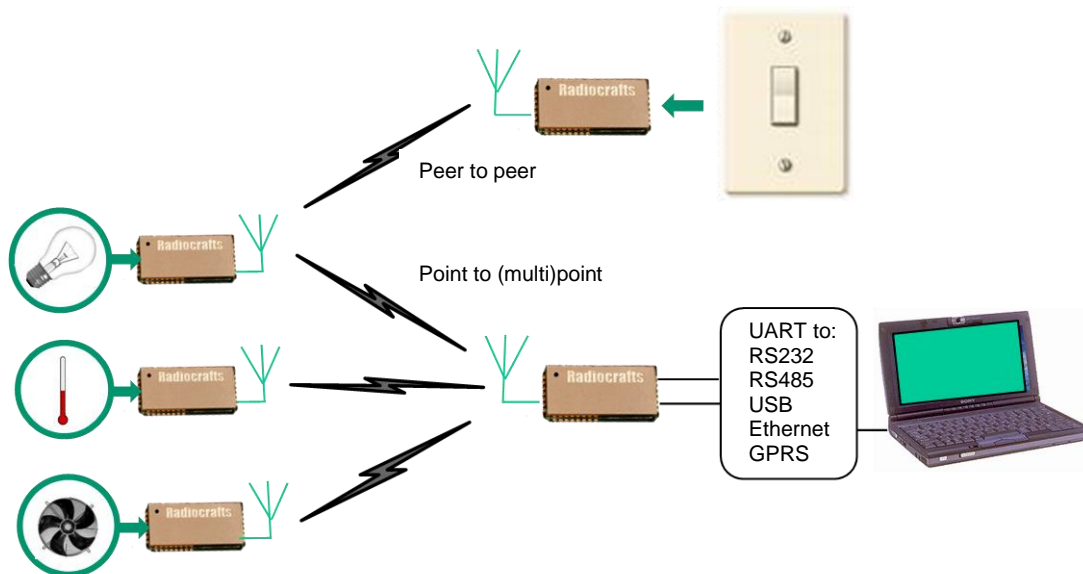 Radiocrafts
Peer to peer
Radiocrafts
Point to (multi)point
Radiocrafts
Radiocrafts
UART to:
RS232
RS485
USB
Ethernet
GPRS
Radiocrafts
SONY